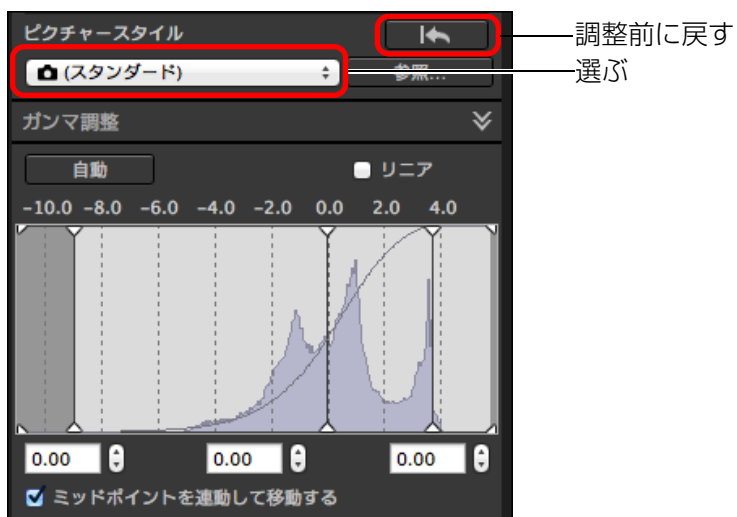 ピクチャースタイル
調整前に戻す
(スタンダード)
参照...
選ぶ
ガンマ調整
自動
リニア
-10.0 -8.0 -6.0 -4.0 -2.0 0.0 2.0 4.0
0.00 0.00 0.00
ミッドポイントを連動して移動する